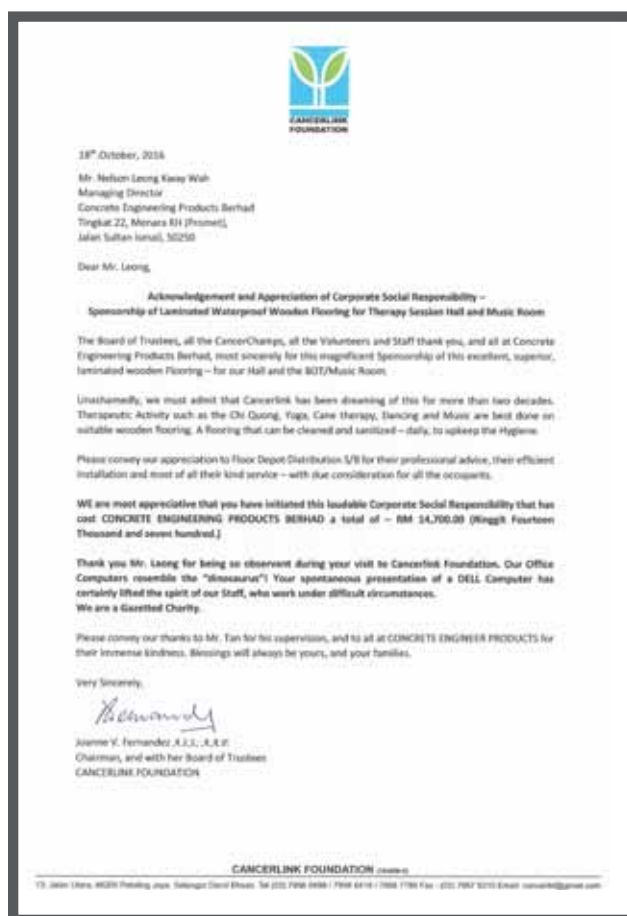 CANCERLINK
FOUNDATION
18th October, 2016
Mr. Nelson Leong Kway Wah
Managing Director
Concrete Engineering Products Berhad
Tingkat 22, Menara KH (Promet),
Jalan Sultan Ismail, 50250
Dear Mr. Leong,
Acknowledgement and Appreciation of Corporate Social Responsibility –
Sponsorship of Laminated Waterproof Wooden Flooring for Therapy Session Hall and Music Room
The Board of Trustees, all the CancerChamps, all the Volunteers and Staff thank you, and all at Concrete
Engineering Products Berhad, most sincerely for this magnificent Sponsorship of this excellent, superior,
laminated wooden Flooring – for our Hall and the BOT/Music Room.
Unashamedly, we must admit that Cancerlink has been dreaming of this for more than two decades.
Therapeutic Activity such as the Chi Quong, Yoga, Cane therapy, Dancing and Music are best done on
suitable wooden flooring. A flooring that can be cleaned and sanitized – daily, to upkeep the Hygiene.
Please convey our appreciation to Floor Depot Distribution S/B for their professional advice, their efficient
installation and most of all their kind service – with due consideration for all the occupants.
WE are most appreciative that you have initiated this laudable Corporate Social Responsibility that has
cost CONCRETE ENGINEERING PRODUCTS BERHAD a total of – RM 14,700.00 (Ringgit Fourteen
Thousand and seven hundred.)
Thank you Mr. Leong for being so observant during your visit to Cancerlink Foundation. Our Office
Computers resemble the "dinosaurus"! Your spontaneous presentation of a DELL Computer has
certainly lifted the spirit of our Staff, who work under difficult circumstances.
We are a Gazetted Charity.
Please convey our thanks to Mr. Tan for his supervision, and to all at CONCRETE ENGINEER PRODUCTS for
their immense kindness. Blessings will always be yours, and your families.
Very Sincerely,
Joanne V. Fernandez
Chairman, and with her Board of Trustees
CANCERLINK FOUNDATION
CANCERLINK FOUNDATION
Jalan Utara, 46200 Petaling Jaya, Selangor Darul Ehsan. Tel